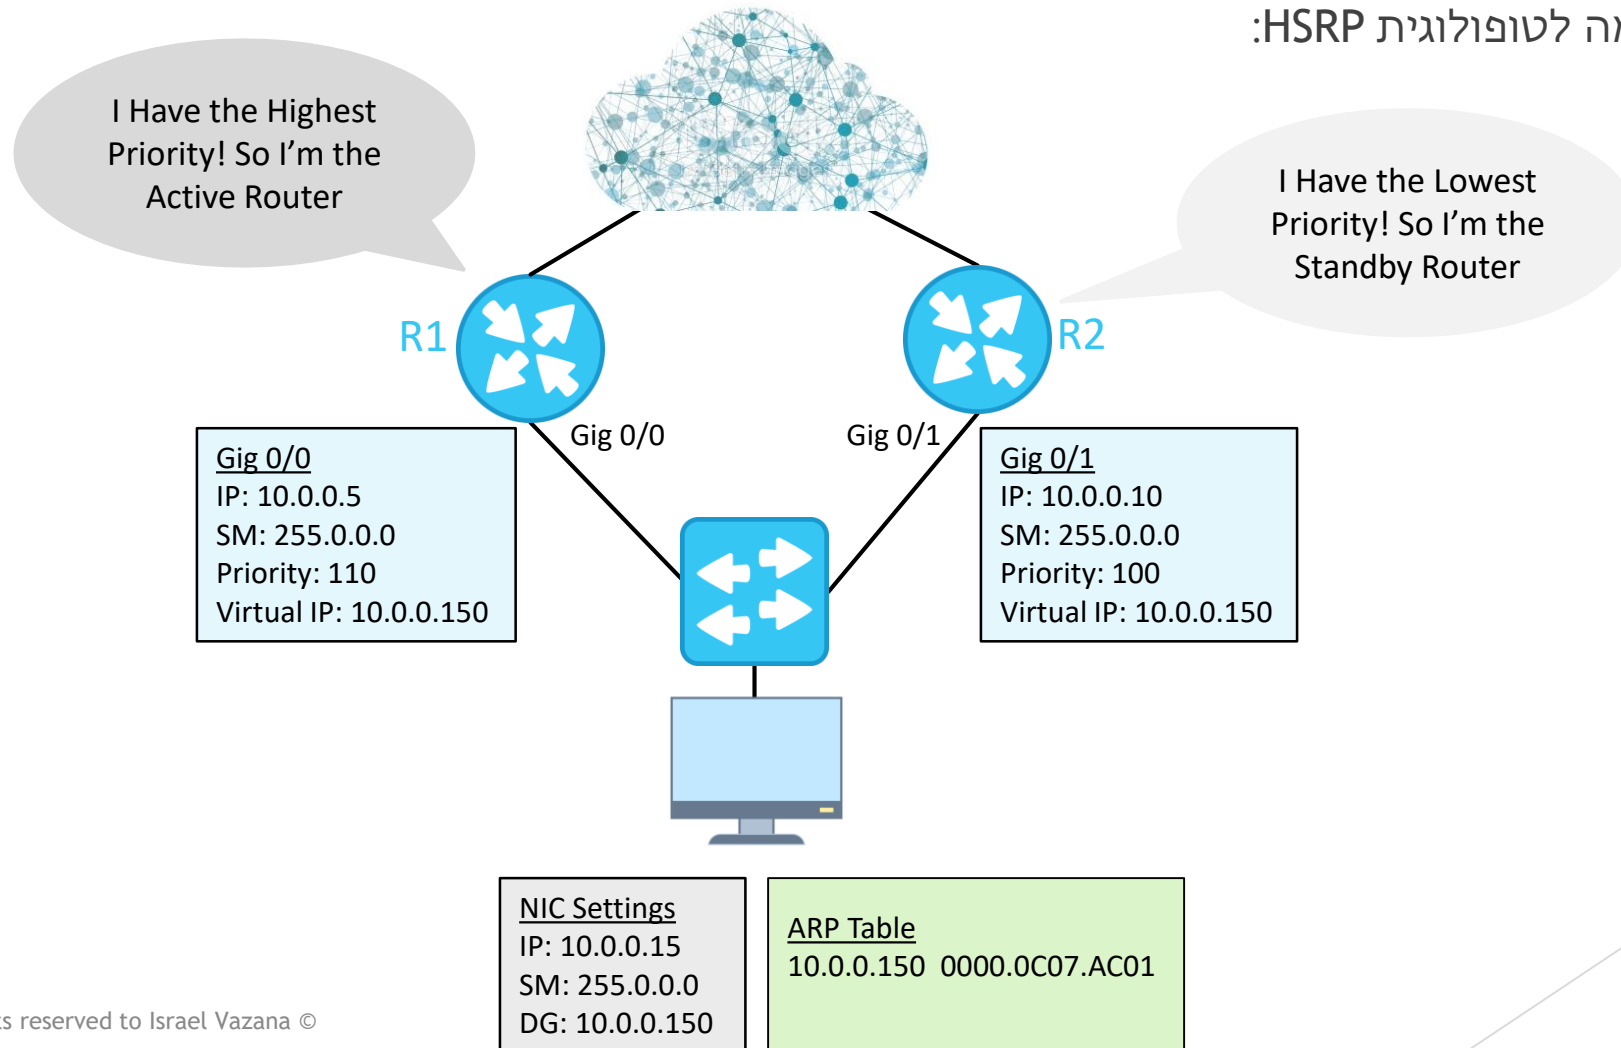 לטופולוגית HSRP:
I Have the Highest
Priority! So I’m the
Active Router
I Have the Lowest
Priority! So I’m the
Standby Router
R1
R2
Gig 0/0
Gig 0/1
Gig 0/0
IP: 10.0.0.5
SM: 255.0.0.0
Priority: 110
Virtual IP: 10.0.0.150
Gig 0/1
IP: 10.0.0.10
SM: 255.0.0.0
Priority: 100
Virtual IP: 10.0.0.150
NIC Settings
IP: 10.0.0.15
SM: 255.0.0.0
DG: 10.0.0.150
ARP Table
10.0.0.150 0000.0C07.AC01
reserved to Israel Vazana ©